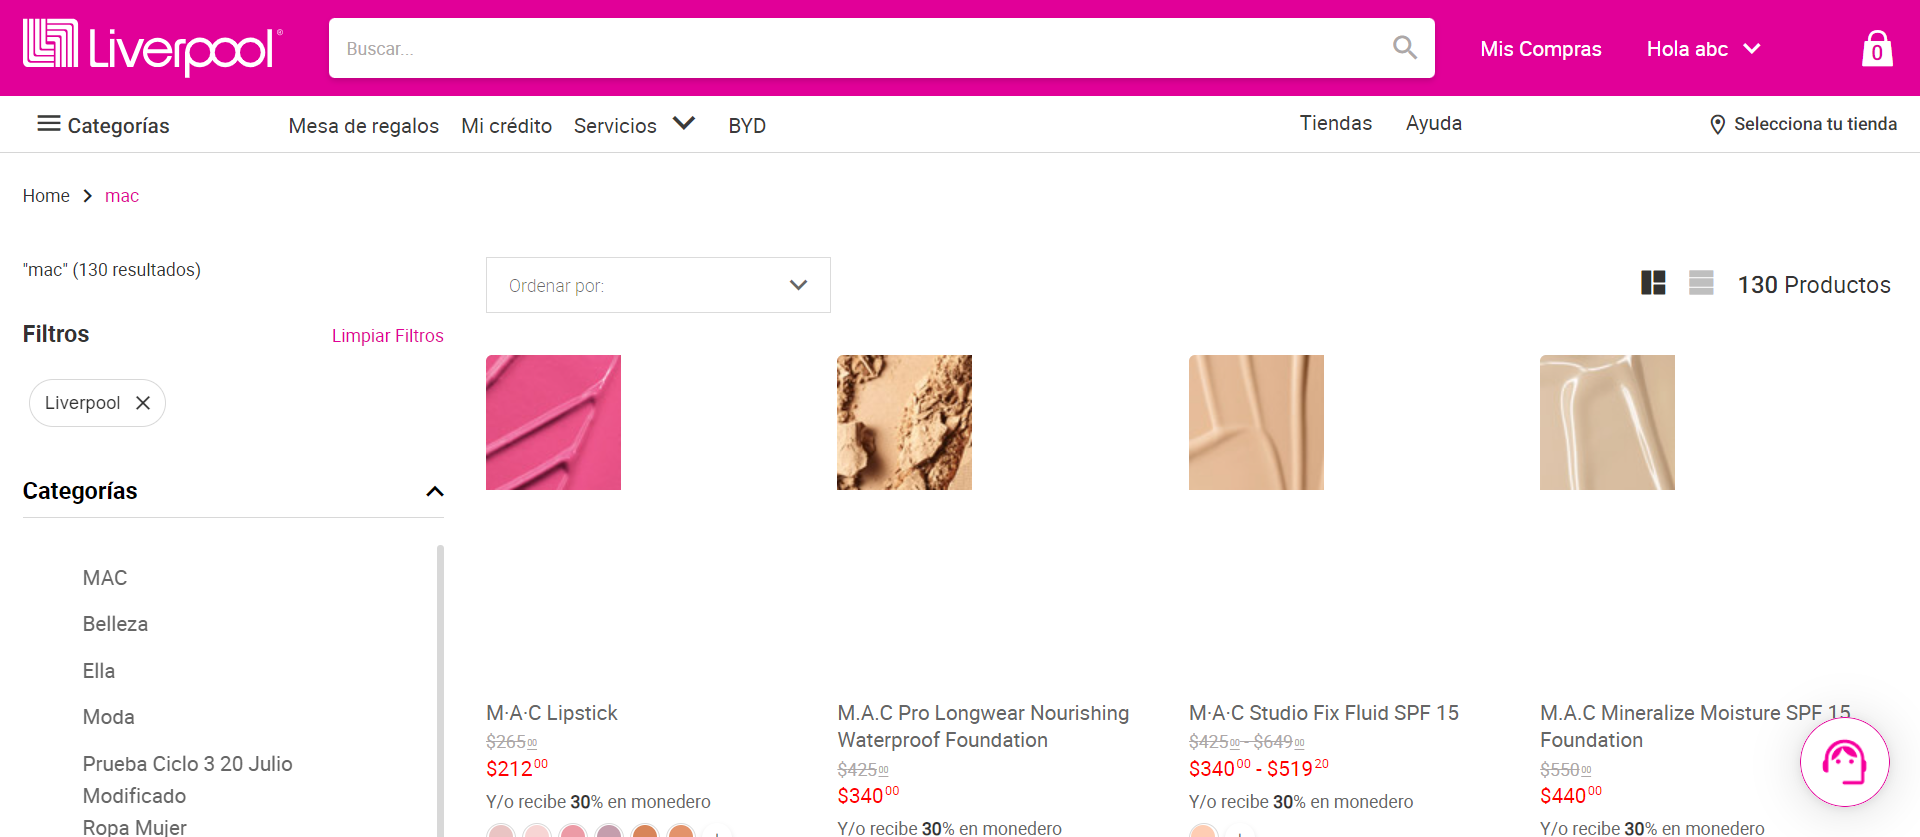 Liverpool®
Buscar...
Mis Compras
Hola abc
0
Categorías
Mesa de regalos
Mi crédito
Servicios
BYD
Tiendas
Ayuda
Selecciona tu tienda
Home
mac
"mac" (130 resultados)
Ordenar por:
130 Productos
Filtros
Limpiar Filtros
Liverpool
Categorías
MAC
Belleza
Ella
Moda
Prueba Ciclo 3 20 Julio
Modificado
Ropa Mujer
M·A·C Lipstick
$265.00
$212.00
Y/o recibe 30% en monedero
M.A.C Pro Longwear Nourishing
Waterproof Foundation
$425.00
$340.00
Y/o recibe 30% en monedero
M·A·C Studio Fix Fluid SPF 15
$425.00 - $649.00
$340.00 - $519.20
Y/o recibe 30% en monedero
M.A.C Mineralize Moisture SPF 15
Foundation
$550.00
$440.00
Y/o recibe 30% en monedero